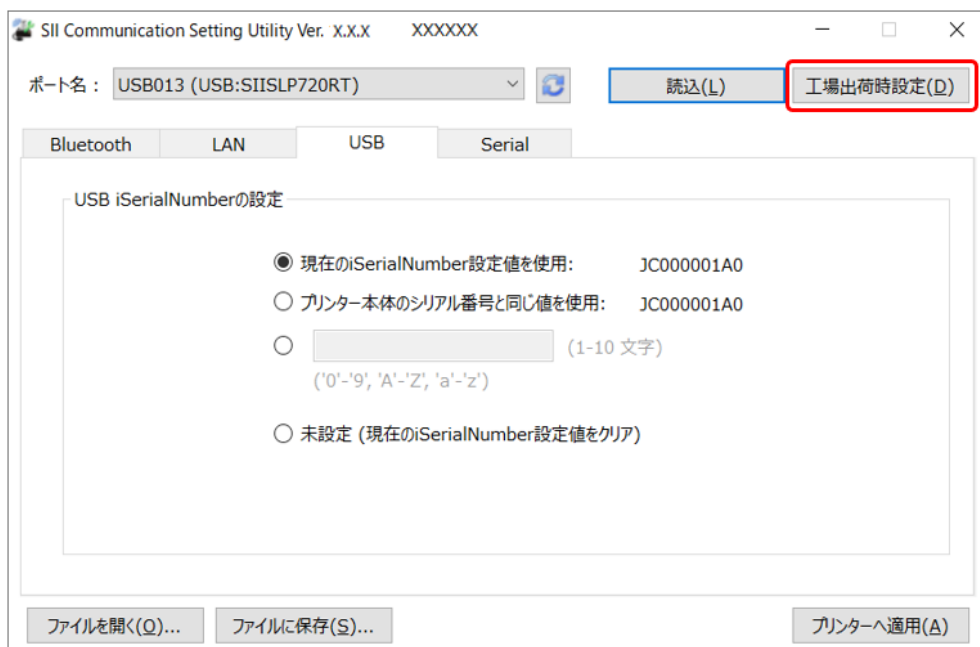 SII Communication Setting Utility Ver. X.X.X XXXXXX
ポート名： USB013 (USB:SIISLP720RT) 読込(L) 工場出荷時設定(D)
Bluetooth LAN USB Serial
USB iSerialNumberの設定
現在のiSerialNumber設定値を使用: JC000001A0
プリンター本体のシリアル番号と同じ値を使用: JC000001A0
(1-10 文字)
('0'-'9', 'A'-'Z', 'a'-'z')
未設定 (現在のiSerialNumber設定値をクリア)
ファイルを開く(O)... ファイルに保存(S)... プリンターへ適用(A)